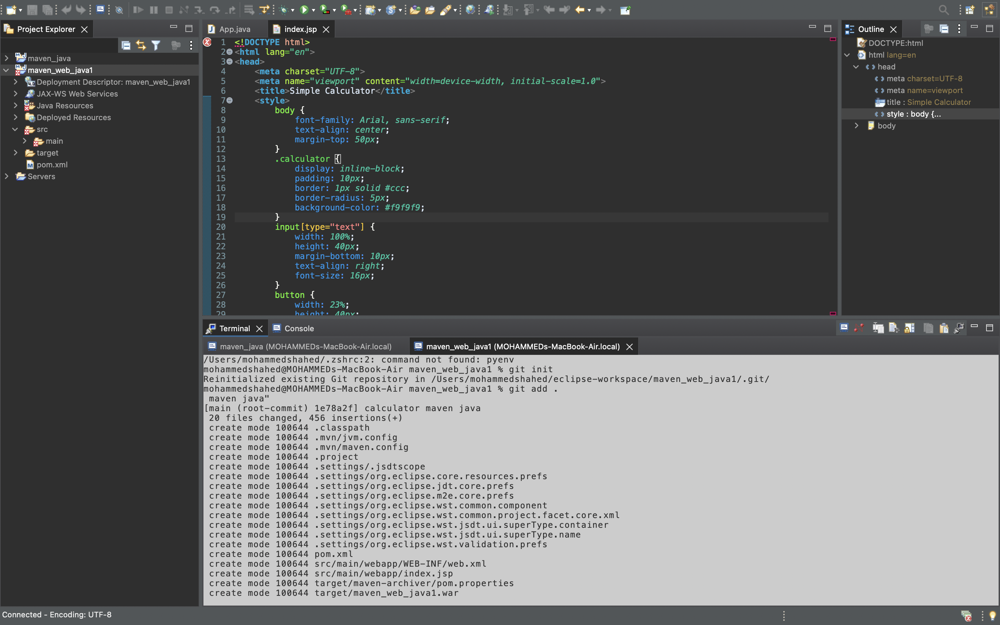 Project Explorer
maven_java
maven_web_java1
Deployment Descriptor: maven_web_java1
JAX-WS Web Services
Java Resources
Deployed Resources
src
main
target
pom.xml
Servers
App.java
index.jsp
1 <!DOCTYPE html>
2 <html lang="en">
3 <head>
4 <meta charset="UTF-8">
5 <meta name="viewport" content="width=device-width, initial-scale=1.0">
6 <title>Simple Calculator</title>
7 <style>
8 body {
9 font-family: Arial, sans-serif;
10 text-align: center;
11 margin-top: 50px;
12 }
13 .calculator {
14 display: inline-block;
15 padding: 10px;
16 border: 1px solid #ccc;
17 border-radius: 5px;
18 background-color: #f9f9f9;
19 }
20 input[type="text"] {
21 width: 100%;
22 height: 40px;
23 margin-bottom: 10px;
24 text-align: right;
25 font-size: 16px;
26 }
27 button {
28 width: 23%;
29 height: 40px;
Outline
DOCTYPE:html
html lang=en
head
meta charset=UTF-8
meta name=viewport
title : Simple Calculator
style : body {...
body
Terminal
Console
maven_java (MOHAMMEDs-MacBook-Air.local)
maven_web_java1 (MOHAMMEDs-MacBook-Air.local)
/Users/mohammedshahed/.zshrc:2: command not found: pyenv
mohammedshahed@MOHAMMEDs-MacBook-Air maven_web_java1 % git init
Reinitialized existing Git repository in /Users/mohammedshahed/eclipse-workspace/maven_web_java1/.git/
mohammedshahed@MOHAMMEDs-MacBook-Air maven_web_java1 % git add .
maven java"
[main (root-commit) 1e78a2f] calculator maven java
20 files changed, 456 insertions(+)
create mode 100644 .classpath
create mode 100644 .mvn/jvm.config
create mode 100644 .mvn/maven.config
create mode 100644 .project
create mode 100644 .settings/.jsdtscope
create mode 100644 .settings/org.eclipse.core.resources.prefs
create mode 100644 .settings/org.eclipse.jdt.core.prefs
create mode 100644 .settings/org.eclipse.m2e.core.prefs
create mode 100644 .settings/org.eclipse.wst.common.component
create mode 100644 .settings/org.eclipse.wst.common.project.facet.core.xml
create mode 100644 .settings/org.eclipse.wst.jsdt.ui.superType.container
create mode 100644 .settings/org.eclipse.wst.jsdt.ui.superType.name
create mode 100644 .settings/org.eclipse.wst.validation.prefs
create mode 100644 pom.xml
create mode 100644 src/main/webapp/WEB-INF/web.xml
create mode 100644 src/main/webapp/index.jsp
create mode 100644 target/maven-archiver/pom.properties
create mode 100644 target/maven_web_java1.war
Connected - Encoding: UTF-8